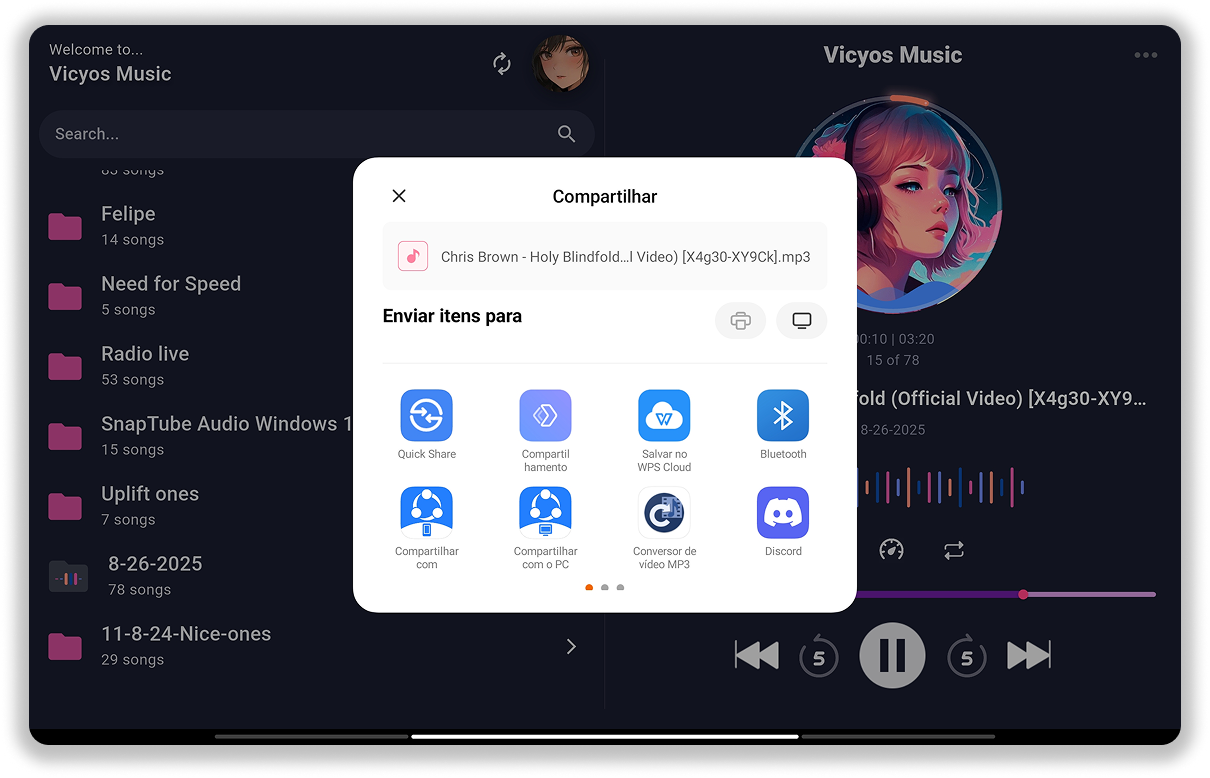 Welcome to...
Vicyos Music
Search...
Felipe
14 songs
Need for Speed
5 songs
Radio live
53 songs
SnapTube Audio Windows 1
15 songs
Uplift ones
7 songs
8-26-2025
78 songs
11-8-24-Nice-ones
29 songs
Compartilhar
Chris Brown - Holy Blindfold...l Video) [X4g30-XY9Ck].mp3
Enviar itens para
Quick Share
Compartil
hamento
Salvar no
WPS Cloud
Bluetooth
Compartilhar
com
Compartilhar
com o PC
Conversor de
vídeo MP3
Discord
Vicyos Music
00:10 | 03:20
15 of 78
fold (Official Video) [X4g30-XY9...
8-26-2025
5
5